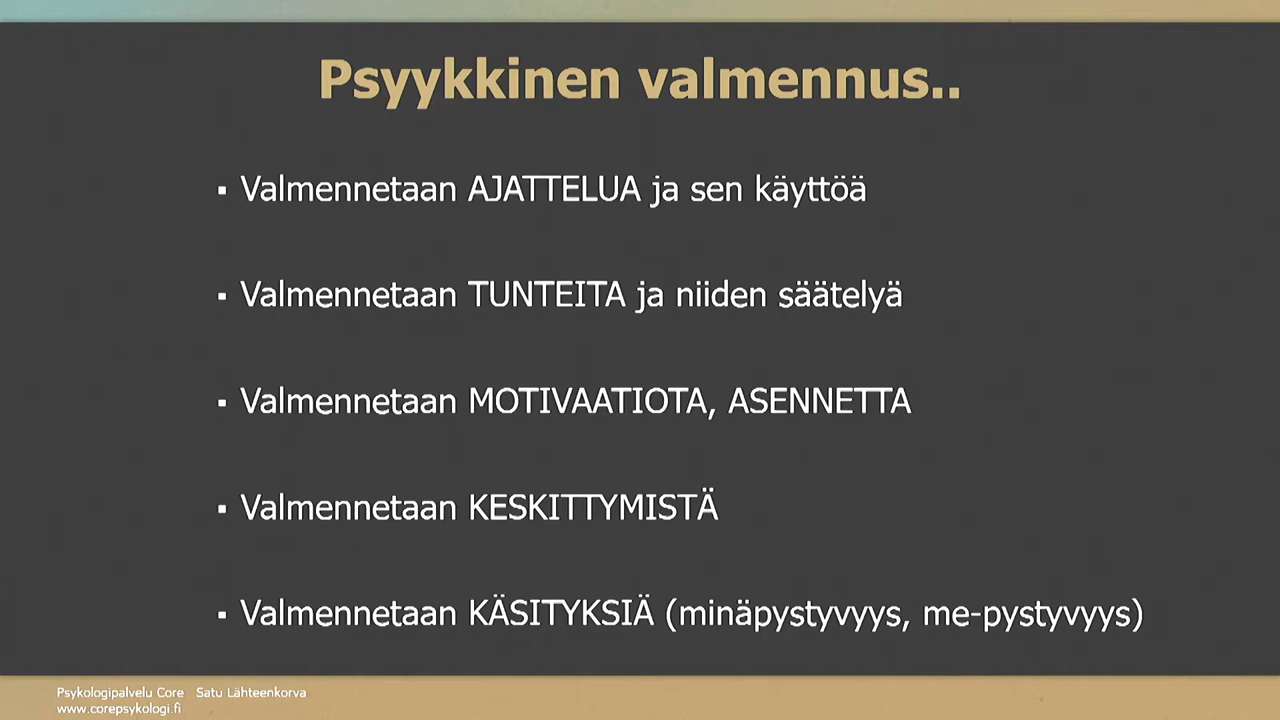 Psyykkinen valmennus..
▪ Valmennetaan AJATTELUA ja sen käyttöä
▪ Valmennetaan TUNTEITA ja niiden säätelyä
▪ Valmennetaan MOTIVAATIOTA, ASENNETTA
▪ Valmennetaan KESKITTYMISTÄ
▪ Valmennetaan KÄSITYKSIÄ (minäpystyvyys, me-pystyvyys)
Psykologipalvelu Core Satu Lähteenkorva
www.corepsykologi.fi